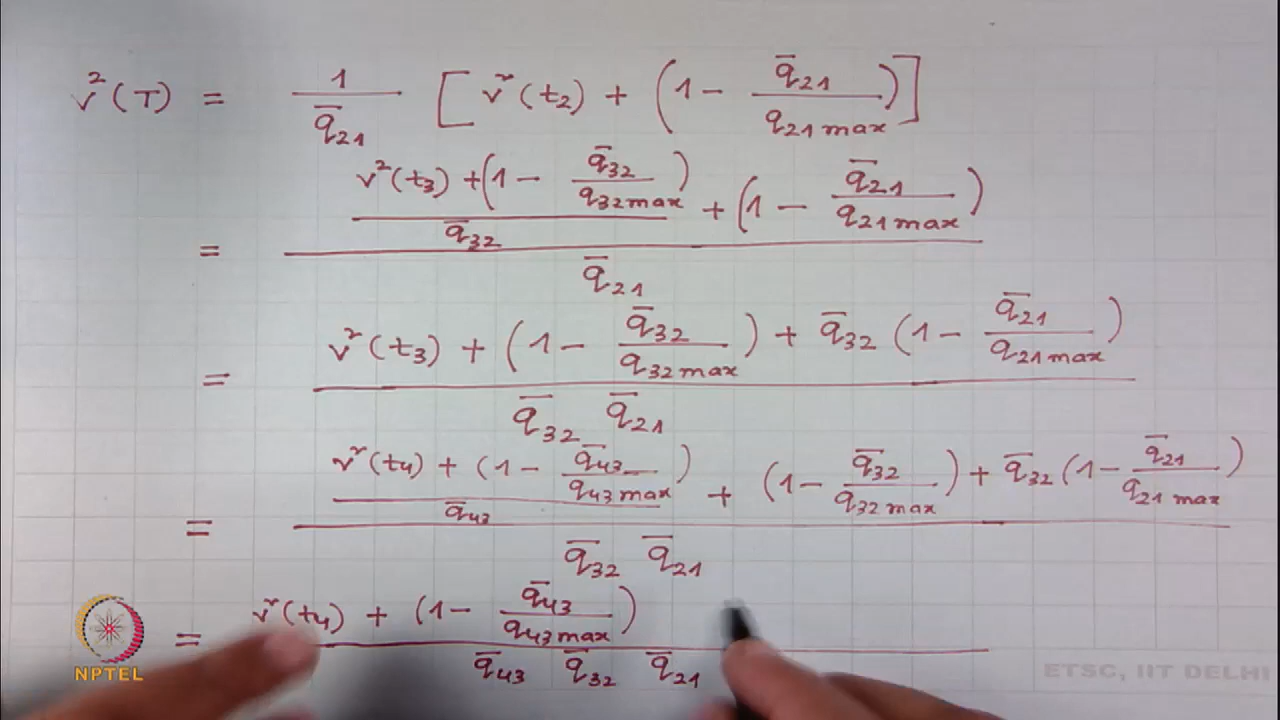 v²(T) = 1/q̄₂₁ [ v²(t₂) + (1 − q̄₂₁/q₂₁ₘₐₓ) ]
= ( (v²(t₃) + (1 − q̄₃₂/q₃₂ₘₐₓ))/q̄₃₂ + (1 − q̄₂₁/q₂₁ₘₐₓ) ) / q̄₂₁
= ( v²(t₃) + (1 − q̄₃₂/q₃₂ₘₐₓ) + q̄₃₂ (1 − q̄₂₁/q₂₁ₘₐₓ) ) / q̄₃₂ q̄₂₁
= ( (v²(t₄) + (1 − q̄₄₃/q₄₃ₘₐₓ))/q̄₄₃ + (1 − q̄₃₂/q₃₂ₘₐₓ) + q̄₃₂ (1 − q̄₂₁/q₂₁ₘₐₓ) ) / q̄₃₂ q̄₂₁
= ( v²(t₄) + (1 − q̄₄₃/q₄₃ₘₐₓ) ) / q̄₄₃ q̄₃₂ q̄₂₁
NPTEL
ETSC, IIT DELHI